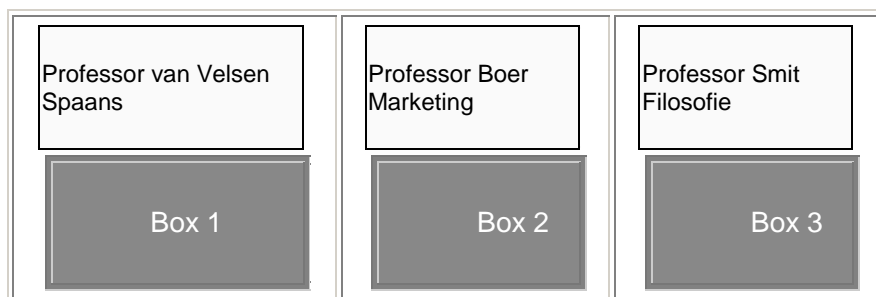 Professor van Velsen
Spaans
Box 1
Professor Boer
Marketing
Box 2
Professor Smit
Filosofie
Box 3